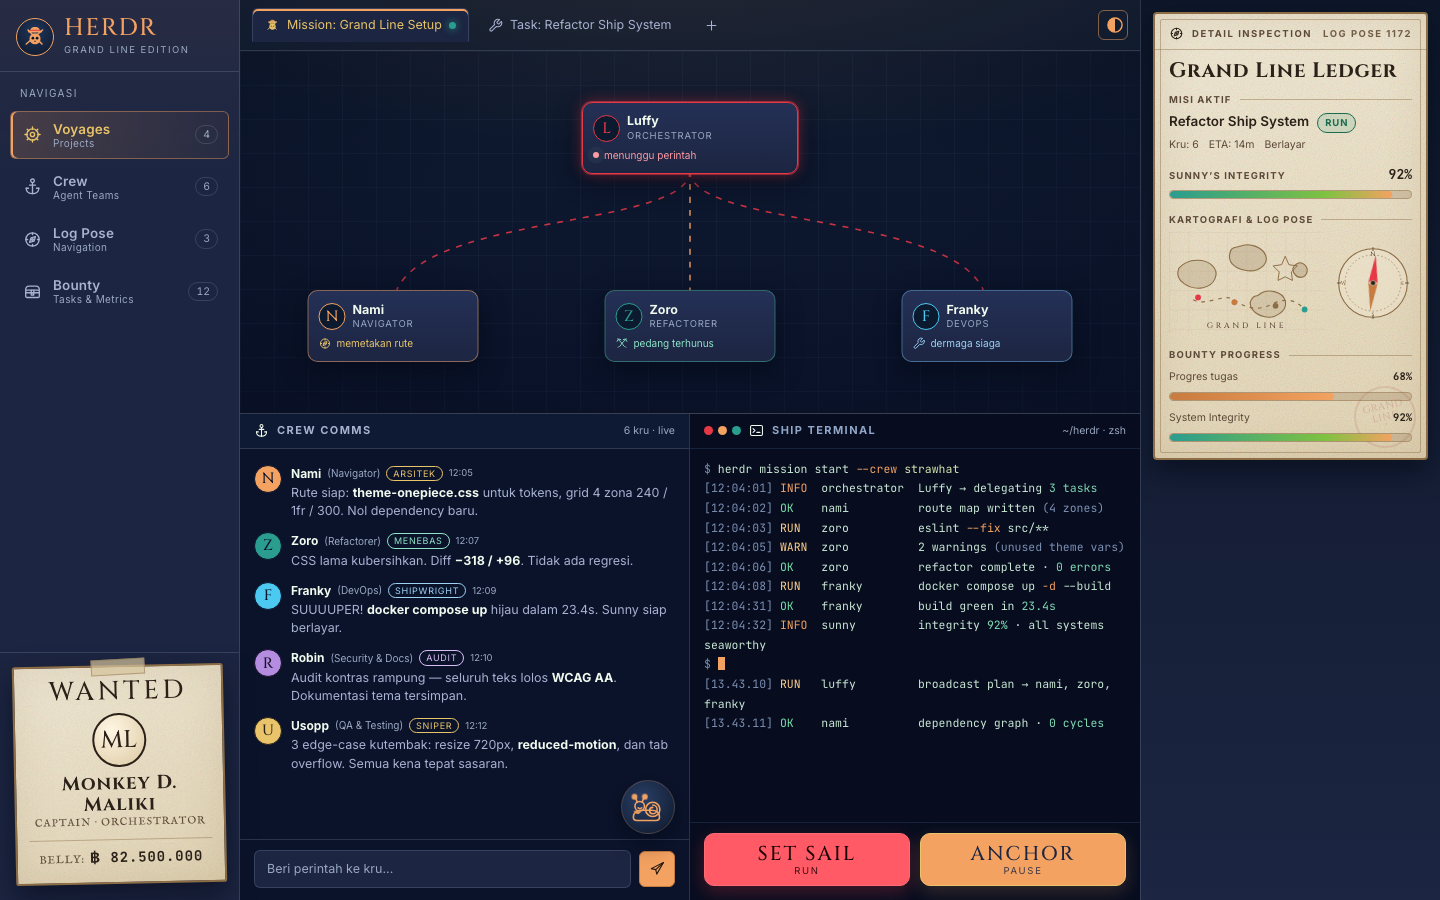 HERDR
GRAND LINE EDITION
NAVIGASI
Voyages
Projects
4
Crew
Agent Teams
6
Log Pose
Navigation
3
Bounty
Tasks & Metrics
12
WANTED
ML
MONKEY D.
MALIKI
CAPTAIN · ORCHESTRATOR
BELLY: ฿ 82.500.000
Mission: Grand Line Setup
Task: Refactor Ship System
+
L
Luffy
ORCHESTRATOR
menunggu perintah
N
Nami
NAVIGATOR
memetakan rute
Z
Zoro
REFACTORER
pedang terhunus
F
Franky
DEVOPS
dermaga siaga
CREW COMMS
6 kru · live
N
Nami (Navigator) ARSITEK 12:05
Rute siap: theme-onepiece.css untuk tokens, grid 4 zona 240 /
1fr / 300. Nol dependency baru.
Z
Zoro (Refactorer) MENEBAS 12:07
CSS lama kubersihkan. Diff −318 / +96. Tidak ada regresi.
F
Franky (DevOps) SHIPWRIGHT 12:09
SUUUUPER! docker compose up hijau dalam 23.4s. Sunny siap
berlayar.
R
Robin (Security & Docs) AUDIT 12:10
Audit kontras rampung — seluruh teks lolos WCAG AA.
Dokumentasi tema tersimpan.
U
Usopp (QA & Testing) SNIPER 12:12
3 edge-case kutembak: resize 720px, reduced-motion, dan tab
overflow. Semua kena tepat sasaran.
Beri perintah ke kru...
SHIP TERMINAL
~/herdr · zsh
$ herdr mission start --crew strawhat
[12:04:01] INFO orchestrator Luffy → delegating 3 tasks
[12:04:02] OK nami route map written (4 zones)
[12:04:03] RUN zoro eslint --fix src/**
[12:04:05] WARN zoro 2 warnings (unused theme vars)
[12:04:06] OK zoro refactor complete · 0 errors
[12:04:08] RUN franky docker compose up -d --build
[12:04:31] OK franky build green in 23.4s
[12:04:32] INFO sunny integrity 92% · all systems
seaworthy
$
[13.43.10] RUN luffy broadcast plan → nami, zoro,
franky
[13.43.11] OK nami dependency graph · 0 cycles
SET SAIL
RUN
ANCHOR
PAUSE
DETAIL INSPECTION LOG POSE 1172
GRAND LINE LEDGER
MISI AKTIF
Refactor Ship System RUN
Kru: 6 ETA: 14m Berlayar
SUNNY'S INTEGRITY 92%
KARTOGRAFI & LOG POSE
GRAND LINE
N
BOUNTY PROGRESS
Progres tugas 68%
System Integrity 92%
GRAND
LINE